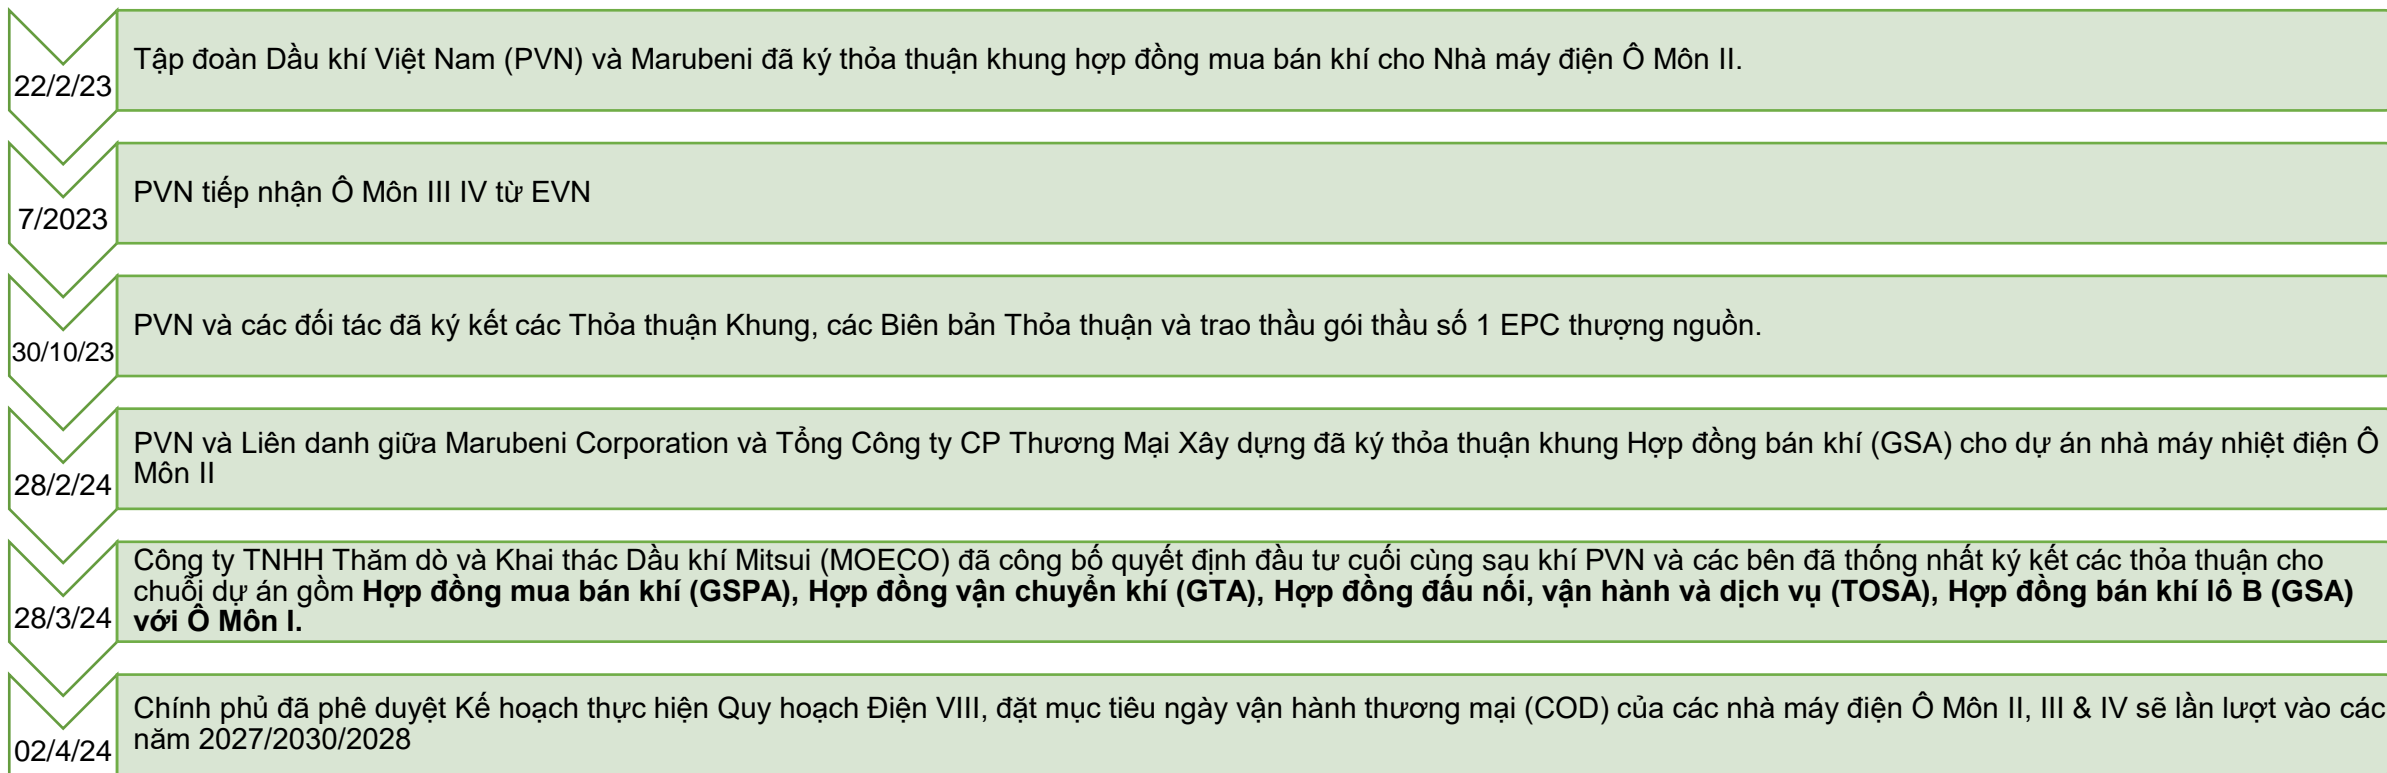 22/2/23
Tập đoàn Dầu khí Việt Nam (PVN) và Marubeni đã ký thỏa thuận khung hợp đồng mua bán khí cho Nhà máy điện Ô Môn II.
7/2023
PVN tiếp nhận Ô Môn III IV từ EVN
30/10/23
PVN và các đối tác đã ký kết các Thỏa thuận Khung, các Biên bản Thỏa thuận và trao thầu gói thầu số 1 EPC thượng nguồn.
28/2/24
PVN và Liên danh giữa Marubeni Corporation và Tổng Công ty CP Thương Mại Xây dựng đã ký thỏa thuận khung Hợp đồng bán khí (GSA) cho dự án nhà máy nhiệt điện Ô
Môn II
28/3/24
Công ty TNHH Thăm dò và Khai thác Dầu khí Mitsui (MOECO) đã công bố quyết định đầu tư cuối cùng sau khí PVN và các bên đã thống nhất ký kết các thỏa thuận cho
chuỗi dự án gồm Hợp đồng mua bán khí (GSPA), Hợp đồng vận chuyển khí (GTA), Hợp đồng đấu nối, vận hành và dịch vụ (TOSA), Hợp đồng bán khí lô B (GSA)
với Ô Môn I.
02/4/24
Chính phủ đã phê duyệt Kế hoạch thực hiện Quy hoạch Điện VIII, đặt mục tiêu ngày vận hành thương mại (COD) của các nhà máy điện Ô Môn II, III & IV sẽ lần lượt vào các
năm 2027/2030/2028